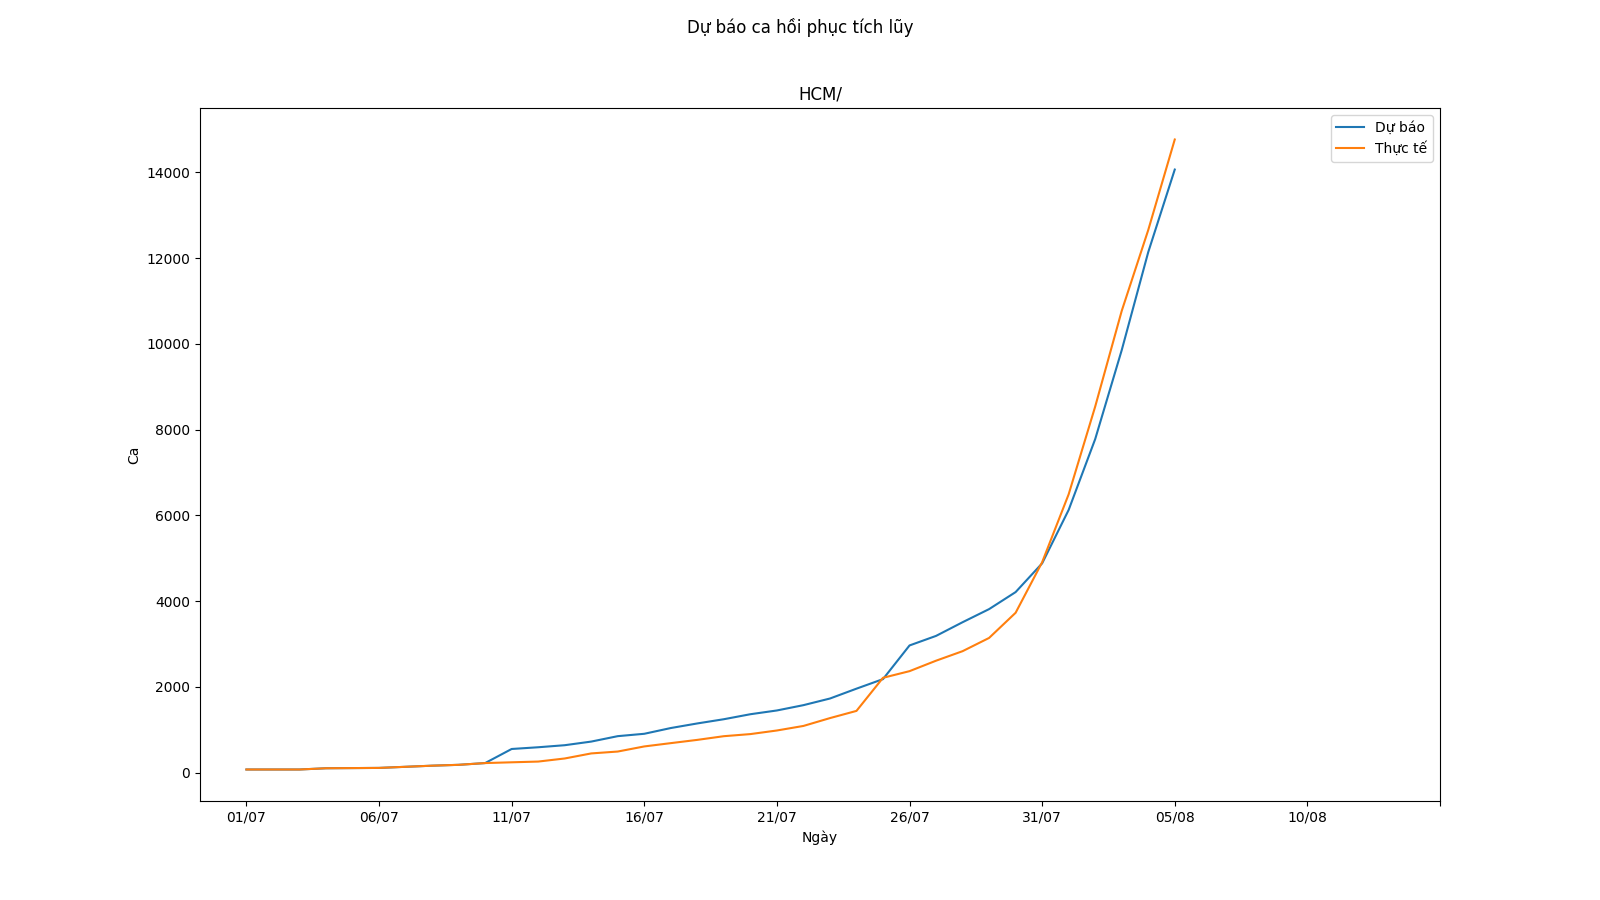 Dự báo ca hồi phục tích lũy
HCM/
Dự báo
Thực tế
14000
12000
10000
8000
6000
4000
2000
0
Ca
01/07 06/07 11/07 16/07 21/07 26/07 31/07 05/08 10/08
Ngày